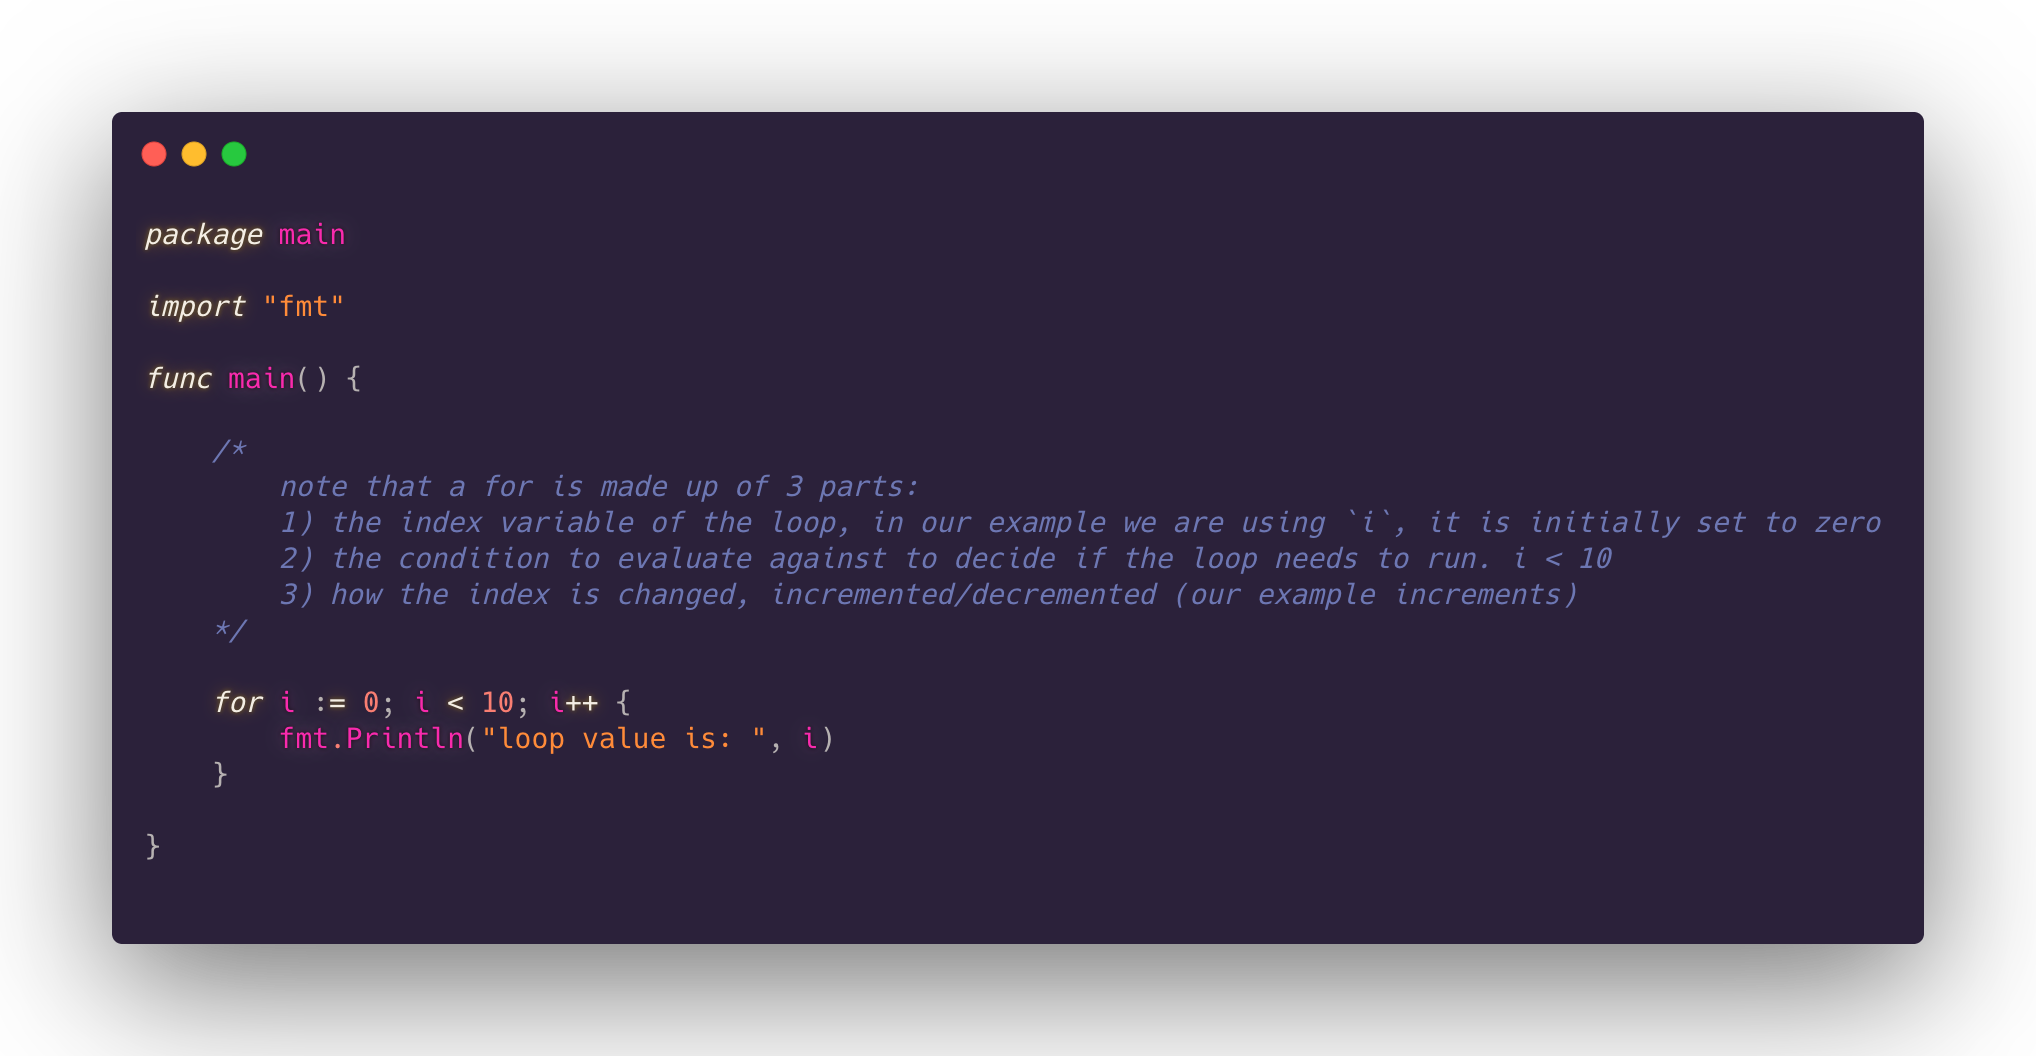 package main
import "fmt"
func main() {
/*
note that a for is made up of 3 parts:
1) the index variable of the loop, in our example we are using `i`, it is initially set to zero
2) the condition to evaluate against to decide if the loop needs to run. i < 10
3) how the index is changed, incremented/decremented (our example increments)
*/
for i := 0; i < 10; i++ {
fmt.Println("loop value is: ", i)
}
}